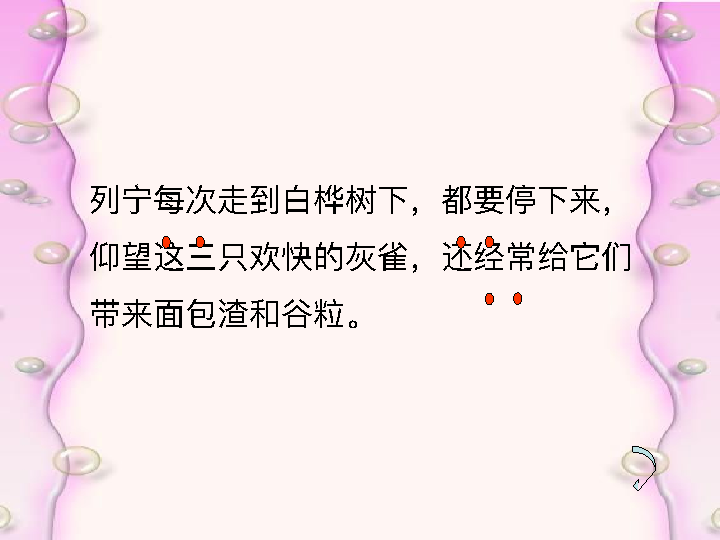 列宁每次走到白桦树下，都要停下来，
仰望这三只欢快的灰雀，还经常给它们
带来面包渣和谷粒。